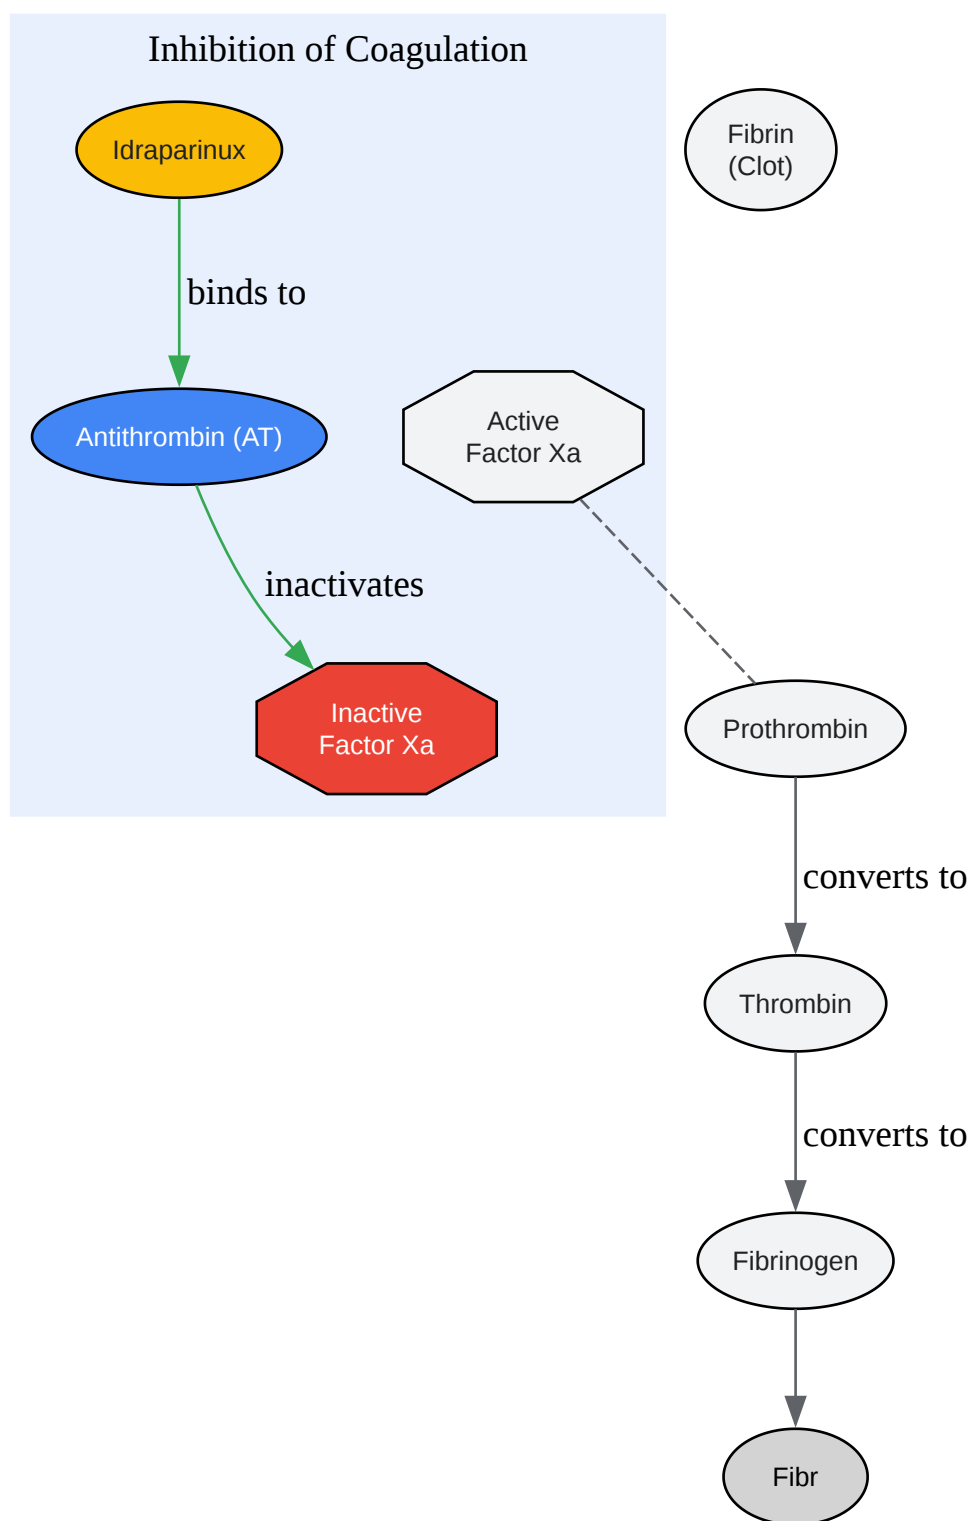 Inhibition of Coagulation
Idraparinux
Fibrin
(Clot)
binds to
Antithrombin (AT)
Active
Factor Xa
inactivates
Inactive
Factor Xa
Prothrombin
converts to
Thrombin
converts to
Fibrinogen
Fibr